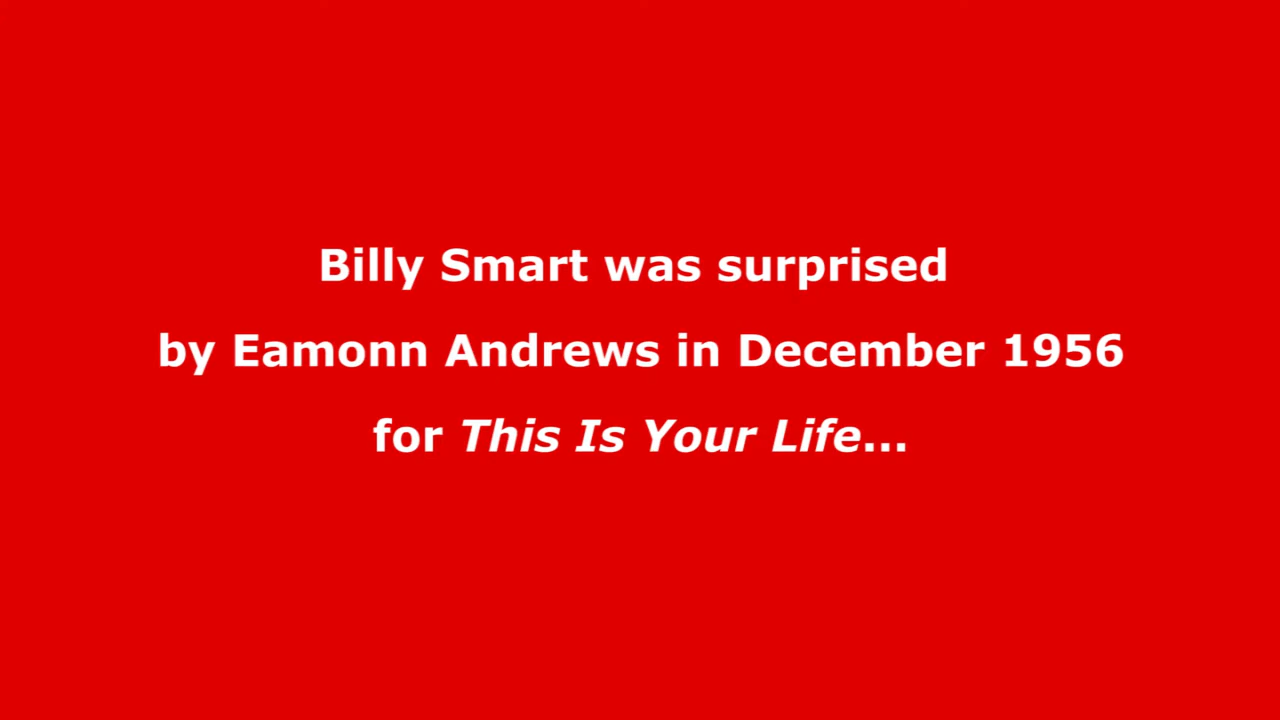 Billy Smart was surprised
by Eamonn Andrews in December 1956
for This Is Your Life...